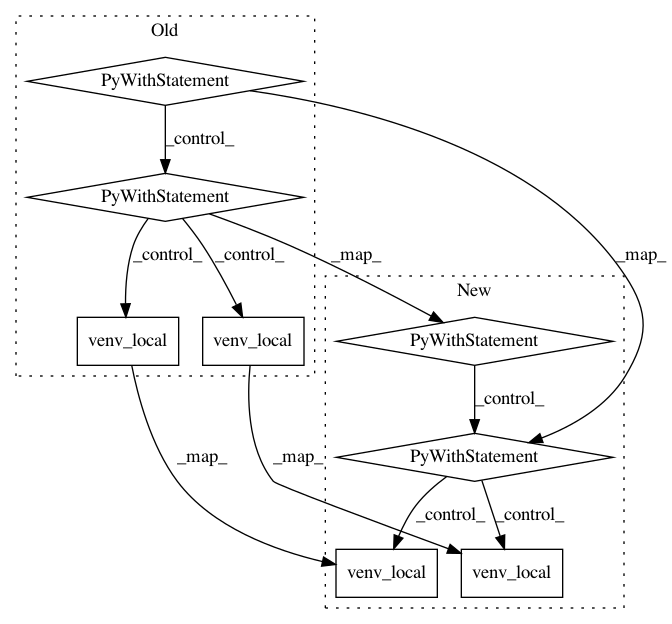 Old
PyWithStatement
_control_
PyWithStatement
_control_ _control_ _map_ _map_
New
venv_local venv_local PyWithStatement
_control_
_map_ _map_ PyWithStatement
_control_ _control_
venv_local venv_local